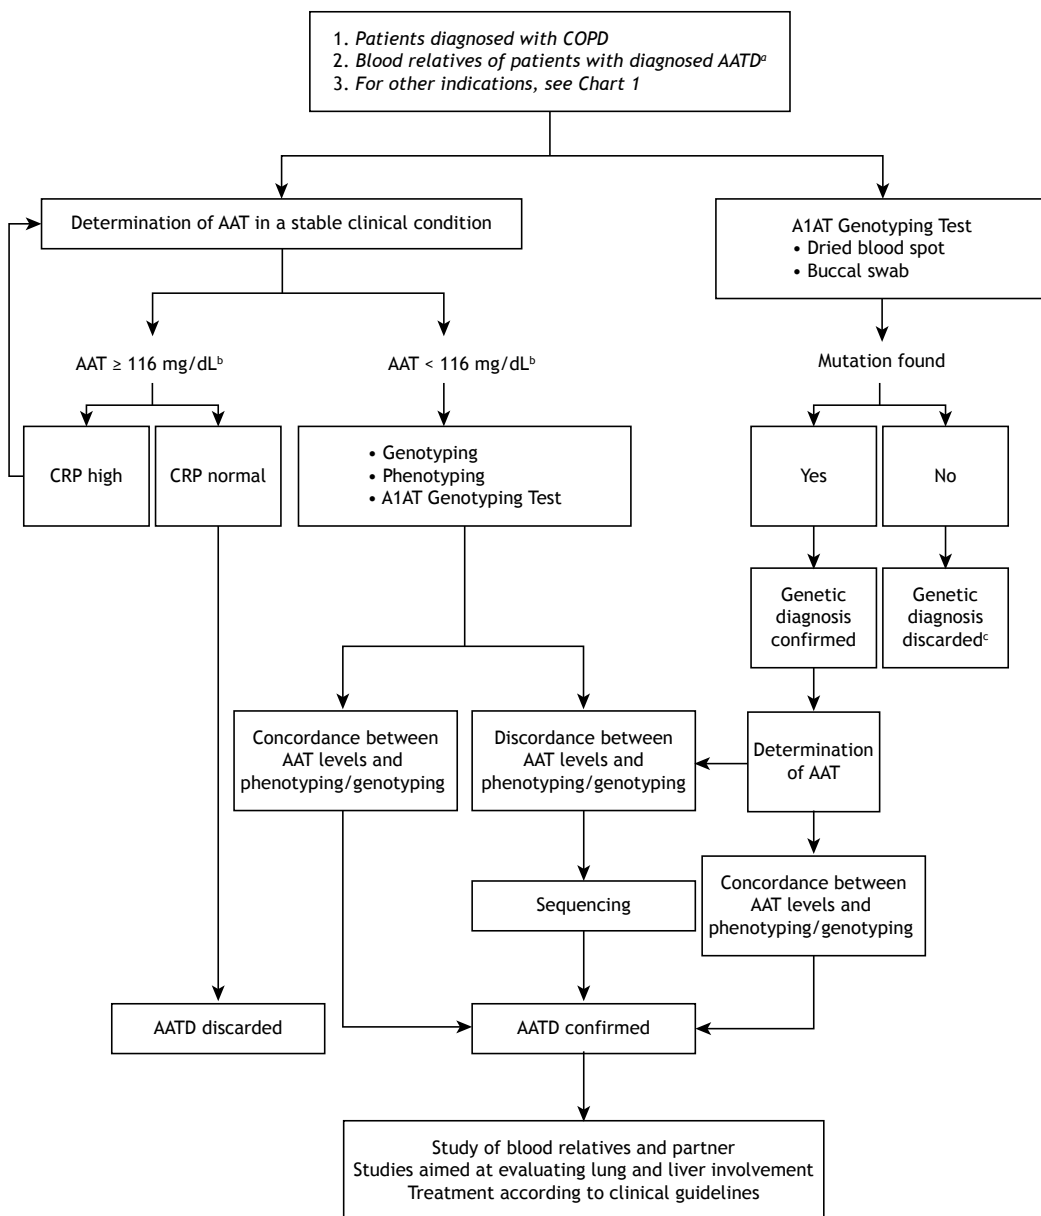 1. Patients diagnosed with COPD
2. Blood relatives of patients with diagnosed AATDᵃ
3. For other indications, see Chart 1
Determination of AAT in a stable clinical condition
A1AT Genotyping Test
• Dried blood spot
• Buccal swab
AAT ≥ 116 mg/dLᵇ
AAT < 116 mg/dLᵇ
Mutation found
CRP high
CRP normal
• Genotyping
• Phenotyping
• A1AT Genotyping Test
Yes
No
Genetic
diagnosis
confirmed
Genetic
diagnosis
discardedᶜ
Concordance between
AAT levels and
phenotyping/genotyping
Discordance between
AAT levels and
phenotyping/genotyping
Determination
of AAT
Sequencing
Concordance between
AAT levels and
phenotyping/genotyping
AATD discarded
AATD confirmed
Study of blood relatives and partner
Studies aimed at evaluating lung and liver involvement
Treatment according to clinical guidelines